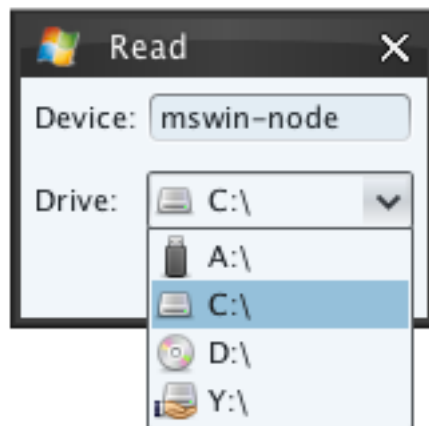 Read
Device: mswin-node
Drive: C:\
A:\
C:\
D:\
Y:\